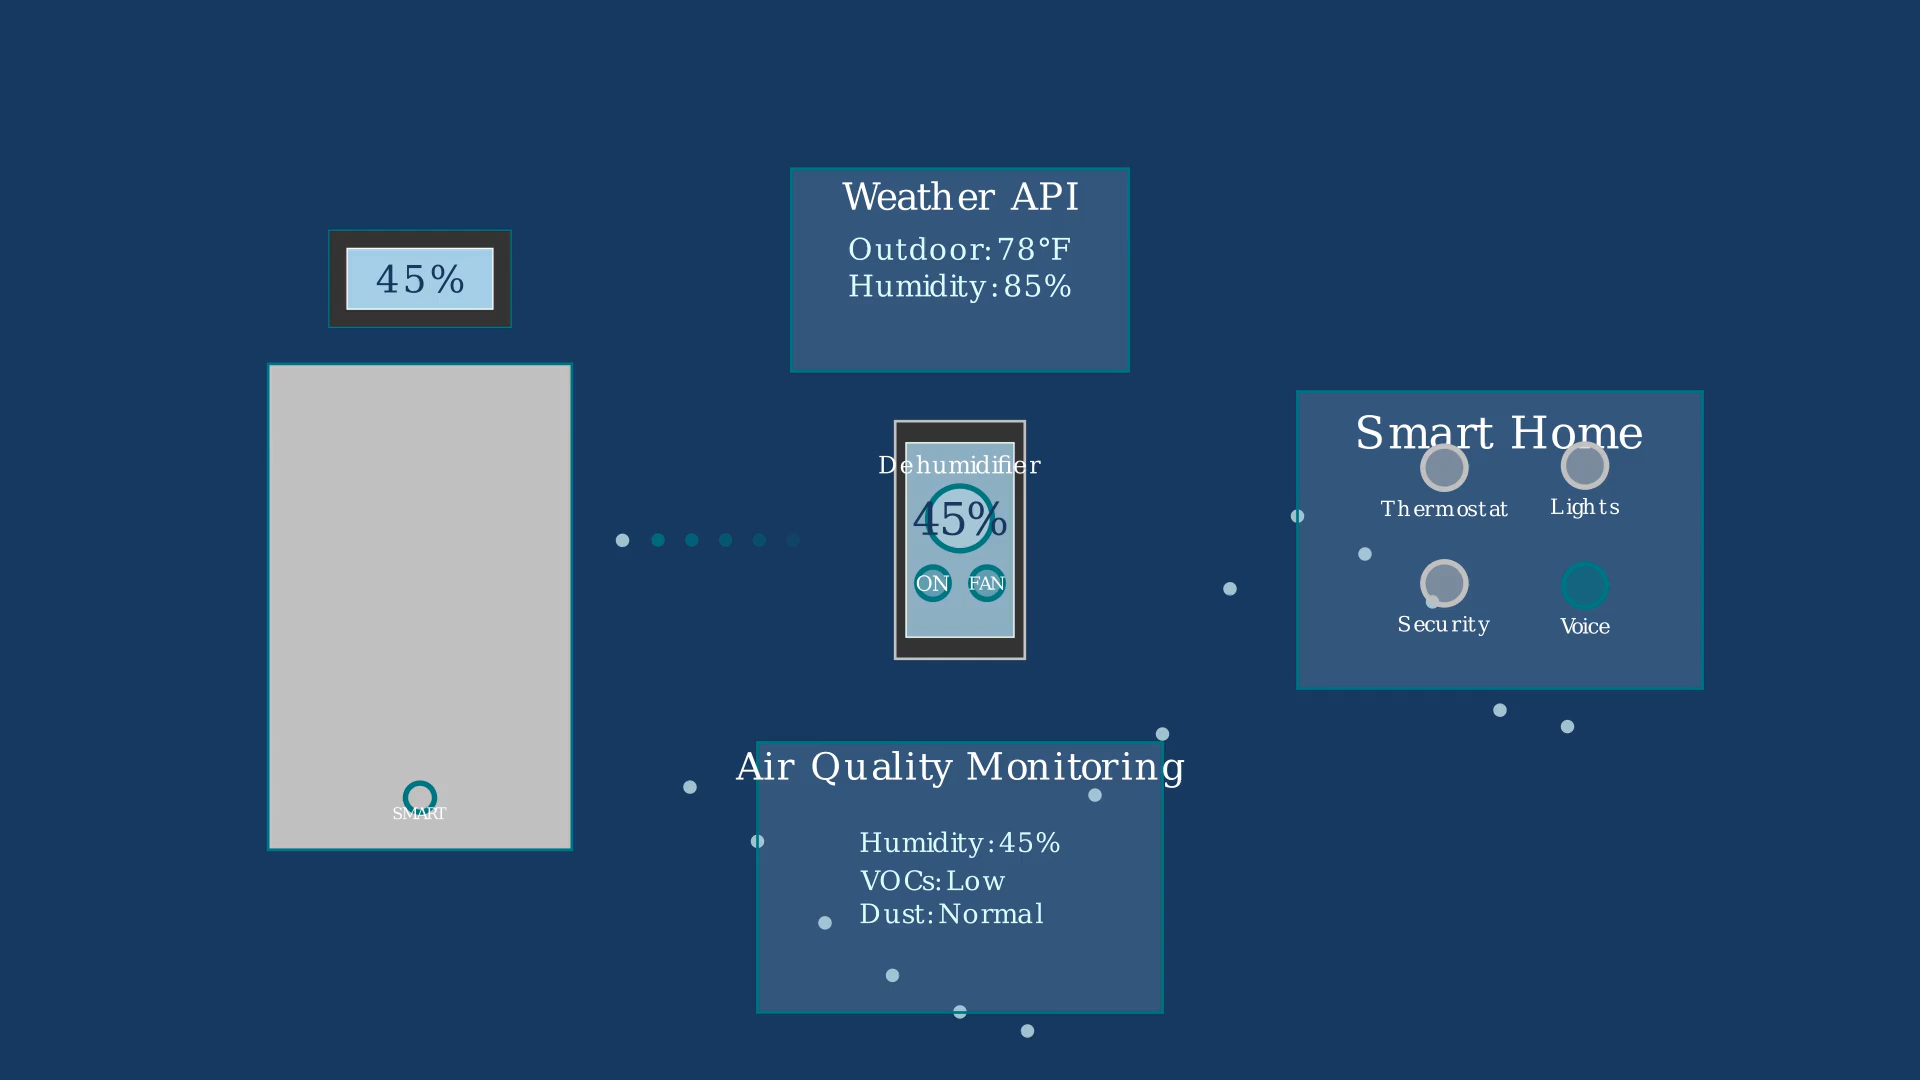 45%
SMART
Weather API
Outdoor: 78°F
Humidity: 85%
Dehumidifier
45%
ON
FAN
Air Quality Monitoring
Humidity: 45%
VOCs: Low
Dust: Normal
Smart Home
Thermostat
Lights
Security
Voice